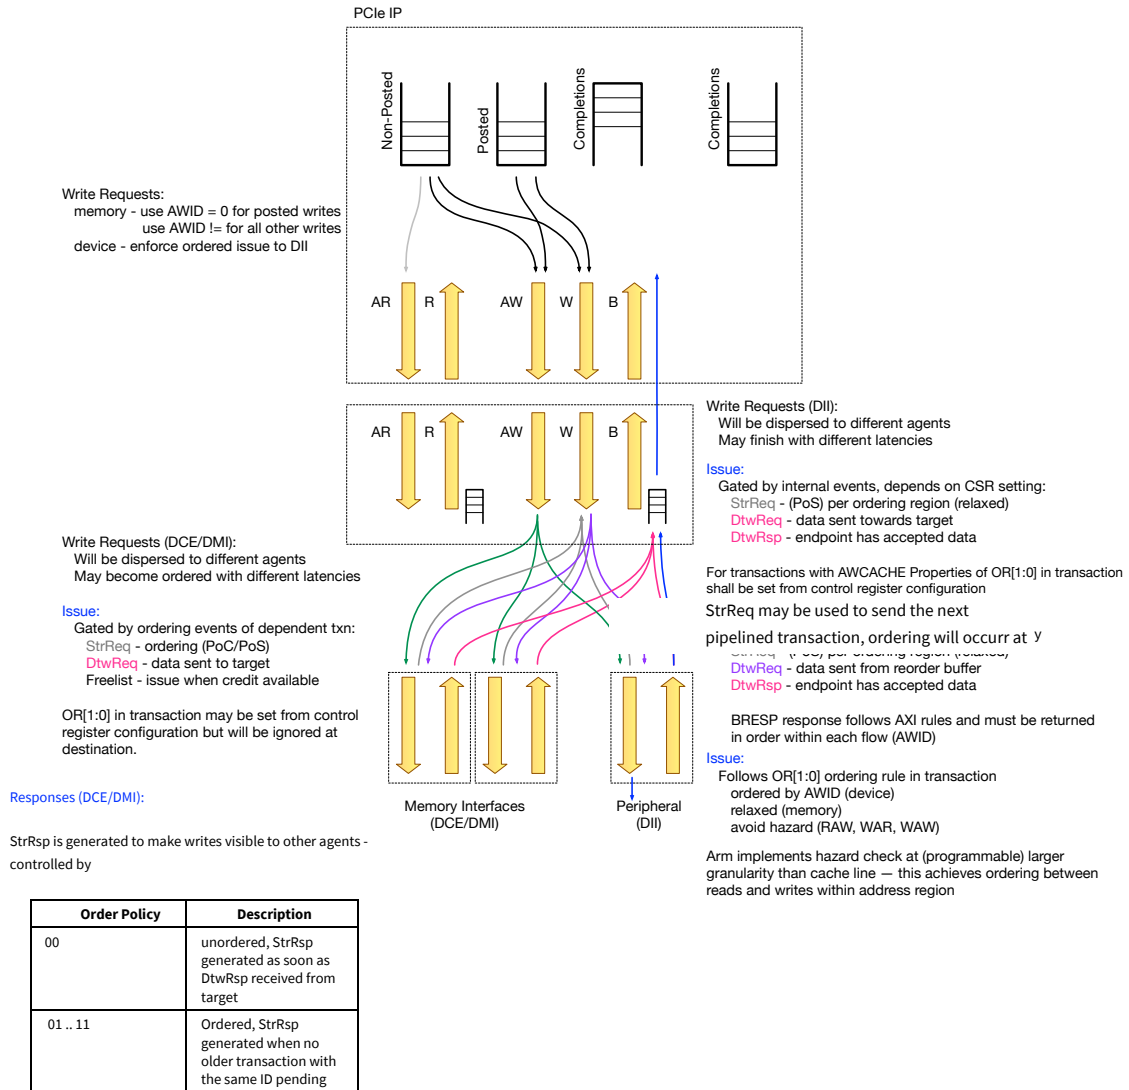 PCIe IP
Non-Posted
Posted
Completions
Completions
Write Requests:
memory - use AWID = 0 for posted writes
use AWID != for all other writes
device - enforce ordered issue to DII
AR
R
AW
W
B
AR
R
AW
W
B
Write Requests (DII):
Will be dispersed to different agents
May finish with different latencies
Issue:
Gated by internal events, depends on CSR setting:
StrReq - (PoS) per ordering region (relaxed)
DtwReq - data sent towards target
DtwRsp - endpoint has accepted data
For transactions with AWCACHE Properties of OR[1:0] in transaction
shall be set from control register configuration
StrReq may be used to send the next
pipelined transaction, ordering will occurr at y
StrReq - (PoS) per ordering region (relaxed)
DtwReq - data sent from reorder buffer
DtwRsp - endpoint has accepted data
BRESP response follows AXI rules and must be returned
in order within each flow (AWID)
Issue:
Follows OR[1:0] ordering rule in transaction
ordered by AWID (device)
relaxed (memory)
avoid hazard (RAW, WAR, WAW)
Arm implements hazard check at (programmable) larger
granularity than cache line — this achieves ordering between
reads and writes within address region
Write Requests (DCE/DMI):
Will be dispersed to different agents
May become ordered with different latencies
Issue:
Gated by ordering events of dependent txn:
StrReq - ordering (PoC/PoS)
DtwReq - data sent to target
Freelist - issue when credit available
OR[1:0] in transaction may be set from control
register configuration but will be ignored at
destination.
Memory Interfaces
(DCE/DMI)
Peripheral
(DII)
Responses (DCE/DMI):
StrRsp is generated to make writes visible to other agents -
controlled by
Order Policy
Description
00
unordered, StrRsp
generated as soon as
DtwRsp received from
target
01 .. 11
Ordered, StrRsp
generated when no
older transaction with
the same ID pending